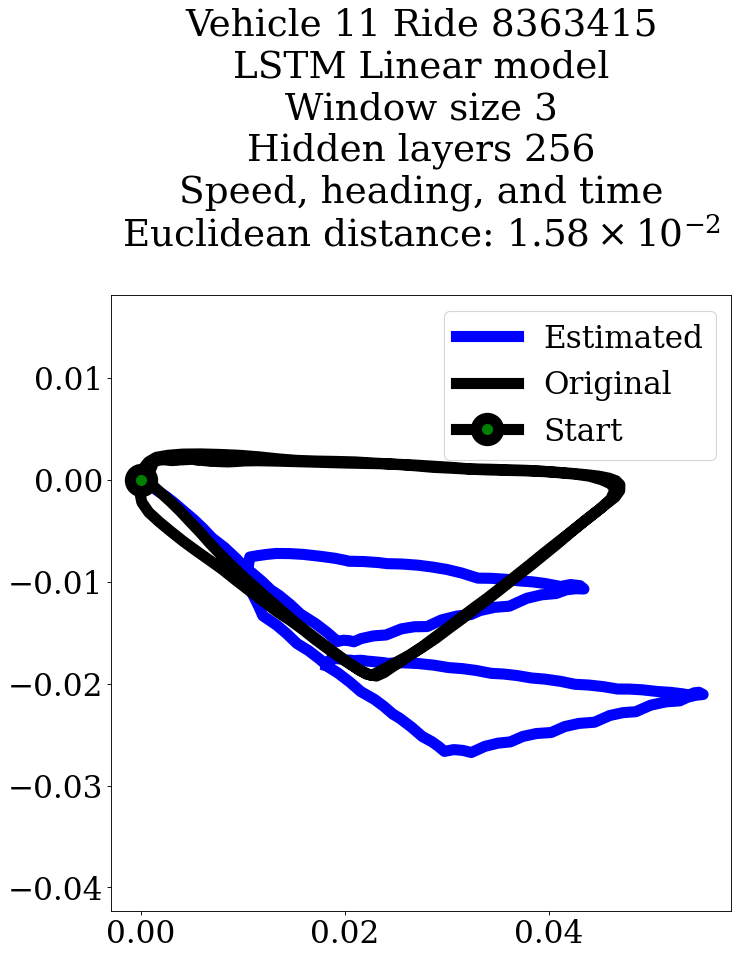 Vehicle 11 Ride 8363415
LSTM Linear model
Window size 3
Hidden layers 256
Speed, heading, and time
Euclidean distance: 1.58 × 10⁻²
Estimated
Original
Start
0.01
0.00
−0.01
−0.02
−0.03
−0.04
0.00 0.02 0.04